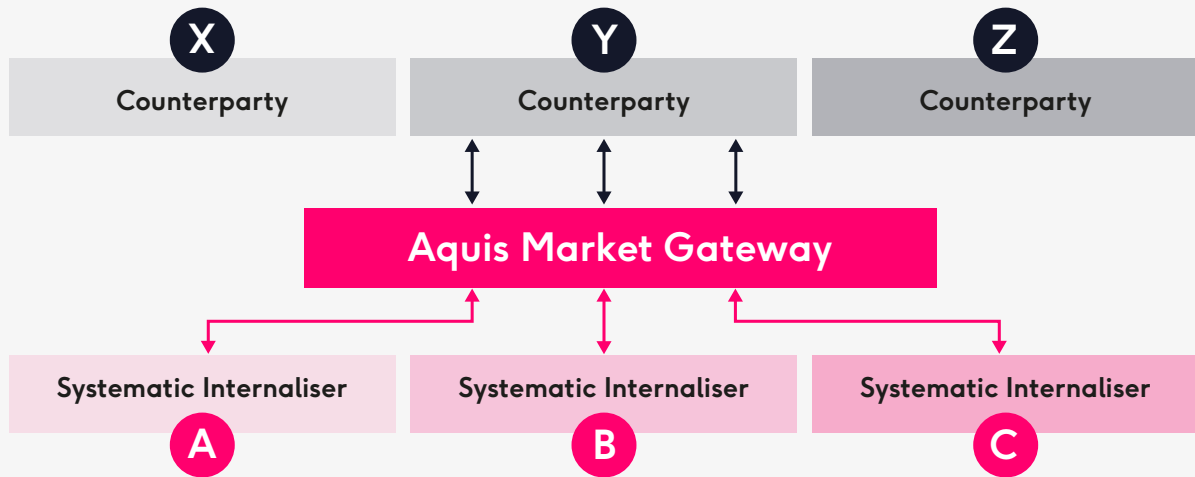 X
Y
Z
Counterparty
Counterparty
Counterparty
Aquis Market Gateway
Systematic Internaliser
Systematic Internaliser
Systematic Internaliser
A
B
C